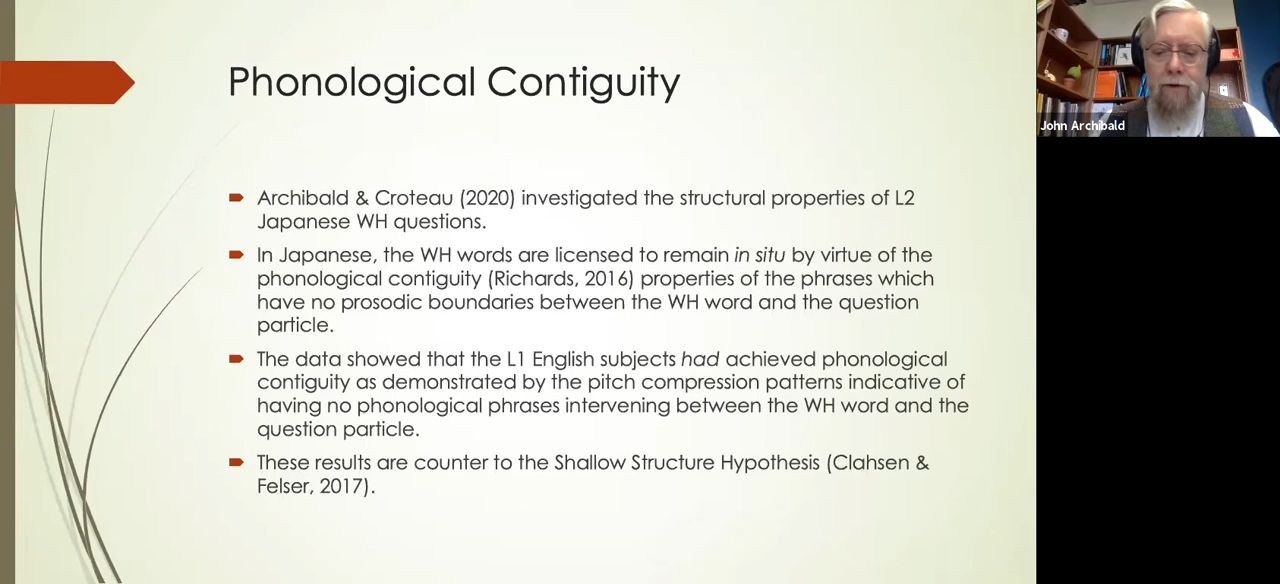 Phonological Contiguity
Archibald & Croteau (2020) investigated the structural properties of L2
Japanese WH questions.
In Japanese, the WH words are licensed to remain in situ by virtue of the
phonological contiguity (Richards, 2016) properties of the phrases which
have no prosodic boundaries between the WH word and the question
particle.
The data showed that the L1 English subjects had achieved phonological
contiguity as demonstrated by the pitch compression patterns indicative of
having no phonological phrases intervening between the WH word and the
question particle.
These results are counter to the Shallow Structure Hypothesis (Clahsen &
Felser, 2017).
John Archibald